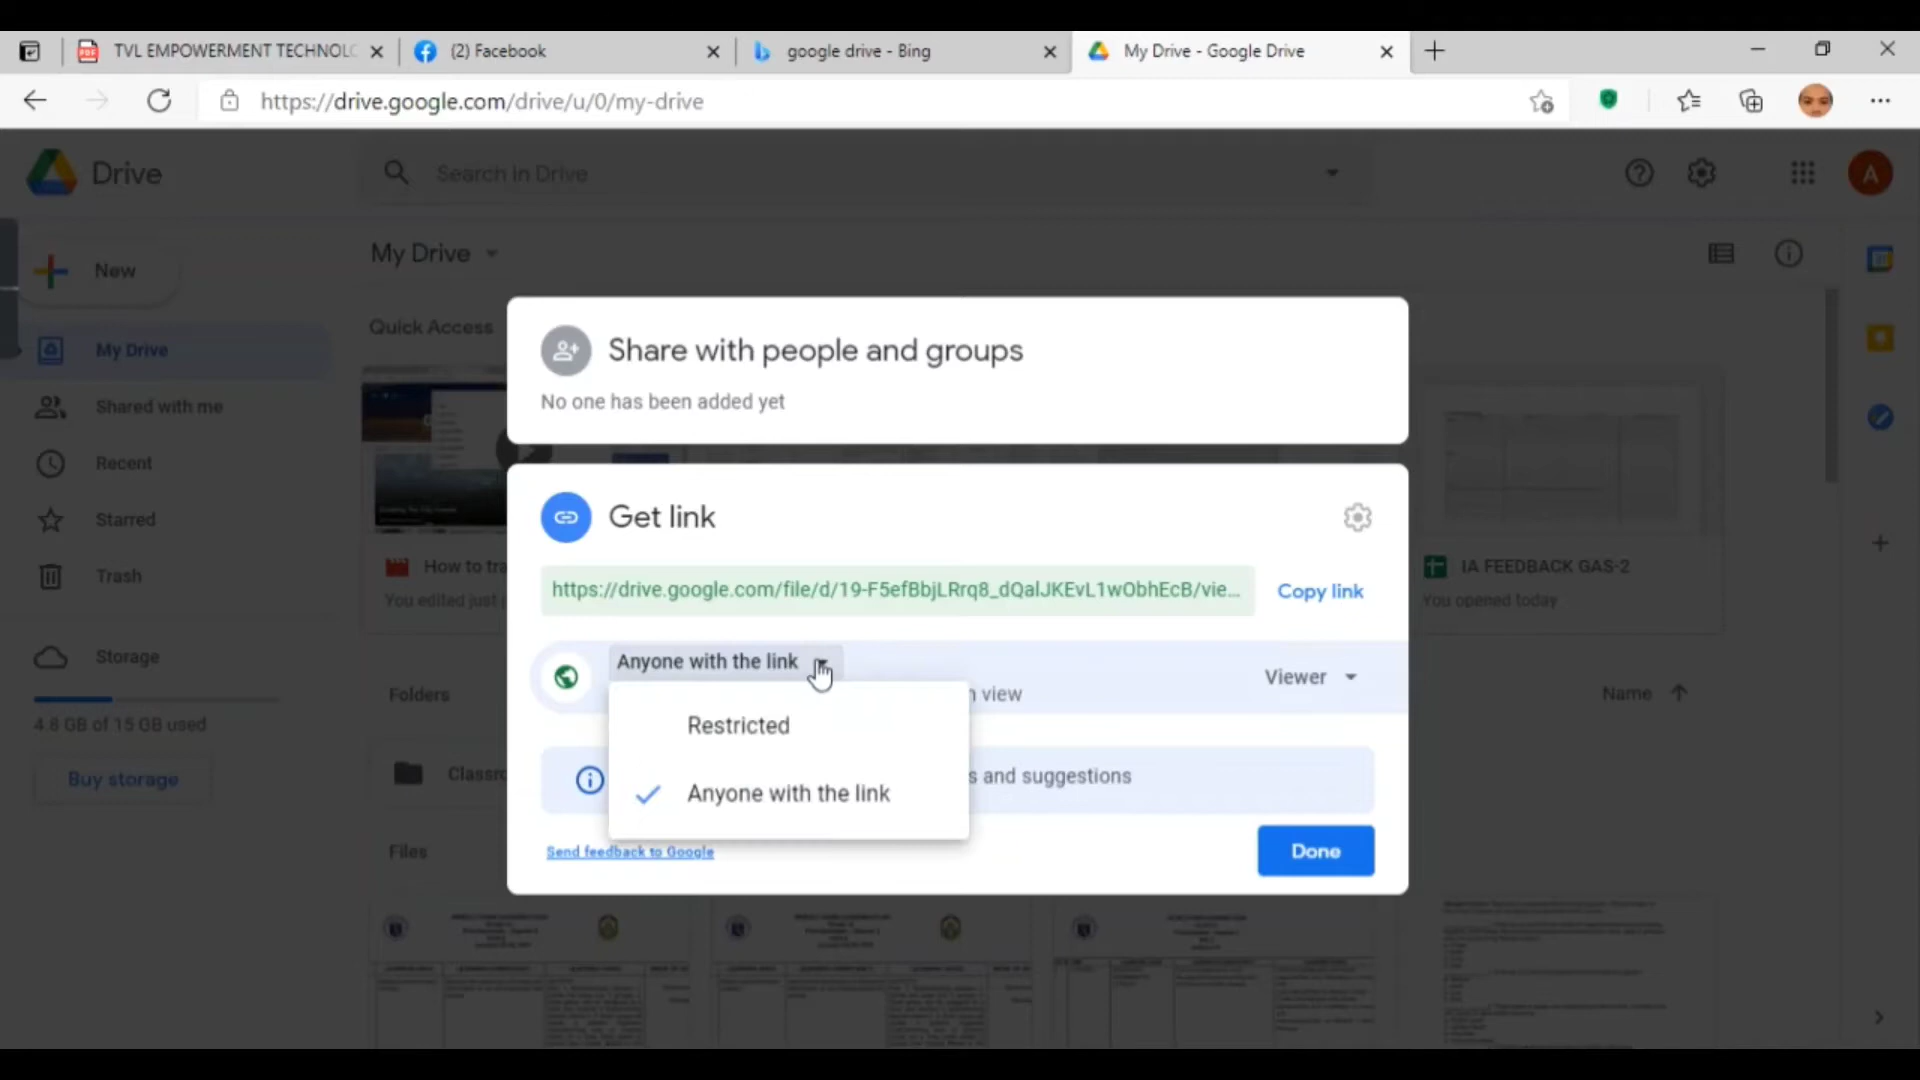 TVL EMPOWERMENT TECHNOLC
(2) Facebook
google drive - Bing
My Drive - Google Drive
https://drive.google.com/drive/u/0/my-drive
Drive
Search in Drive
A
New
My Drive
Quick Access
My Drive
Share with people and groups
No one has been added yet
Shared with me
Recent
Starred
Trash
Get link
How to tra
You edited just j
https://drive.google.com/file/d/19-F5efBbjLRrq8_dQalJKEvL1wObhEcB/vie...
Copy link
IA FEEDBACK GAS-2
You opened today
Storage
4.8 GB of 15 GB used
Buy storage
Anyone with the link
n view
Viewer
Restricted
Anyone with the link
s and suggestions
Folders
Name
Classro
Files
Send feedback to Google
Done